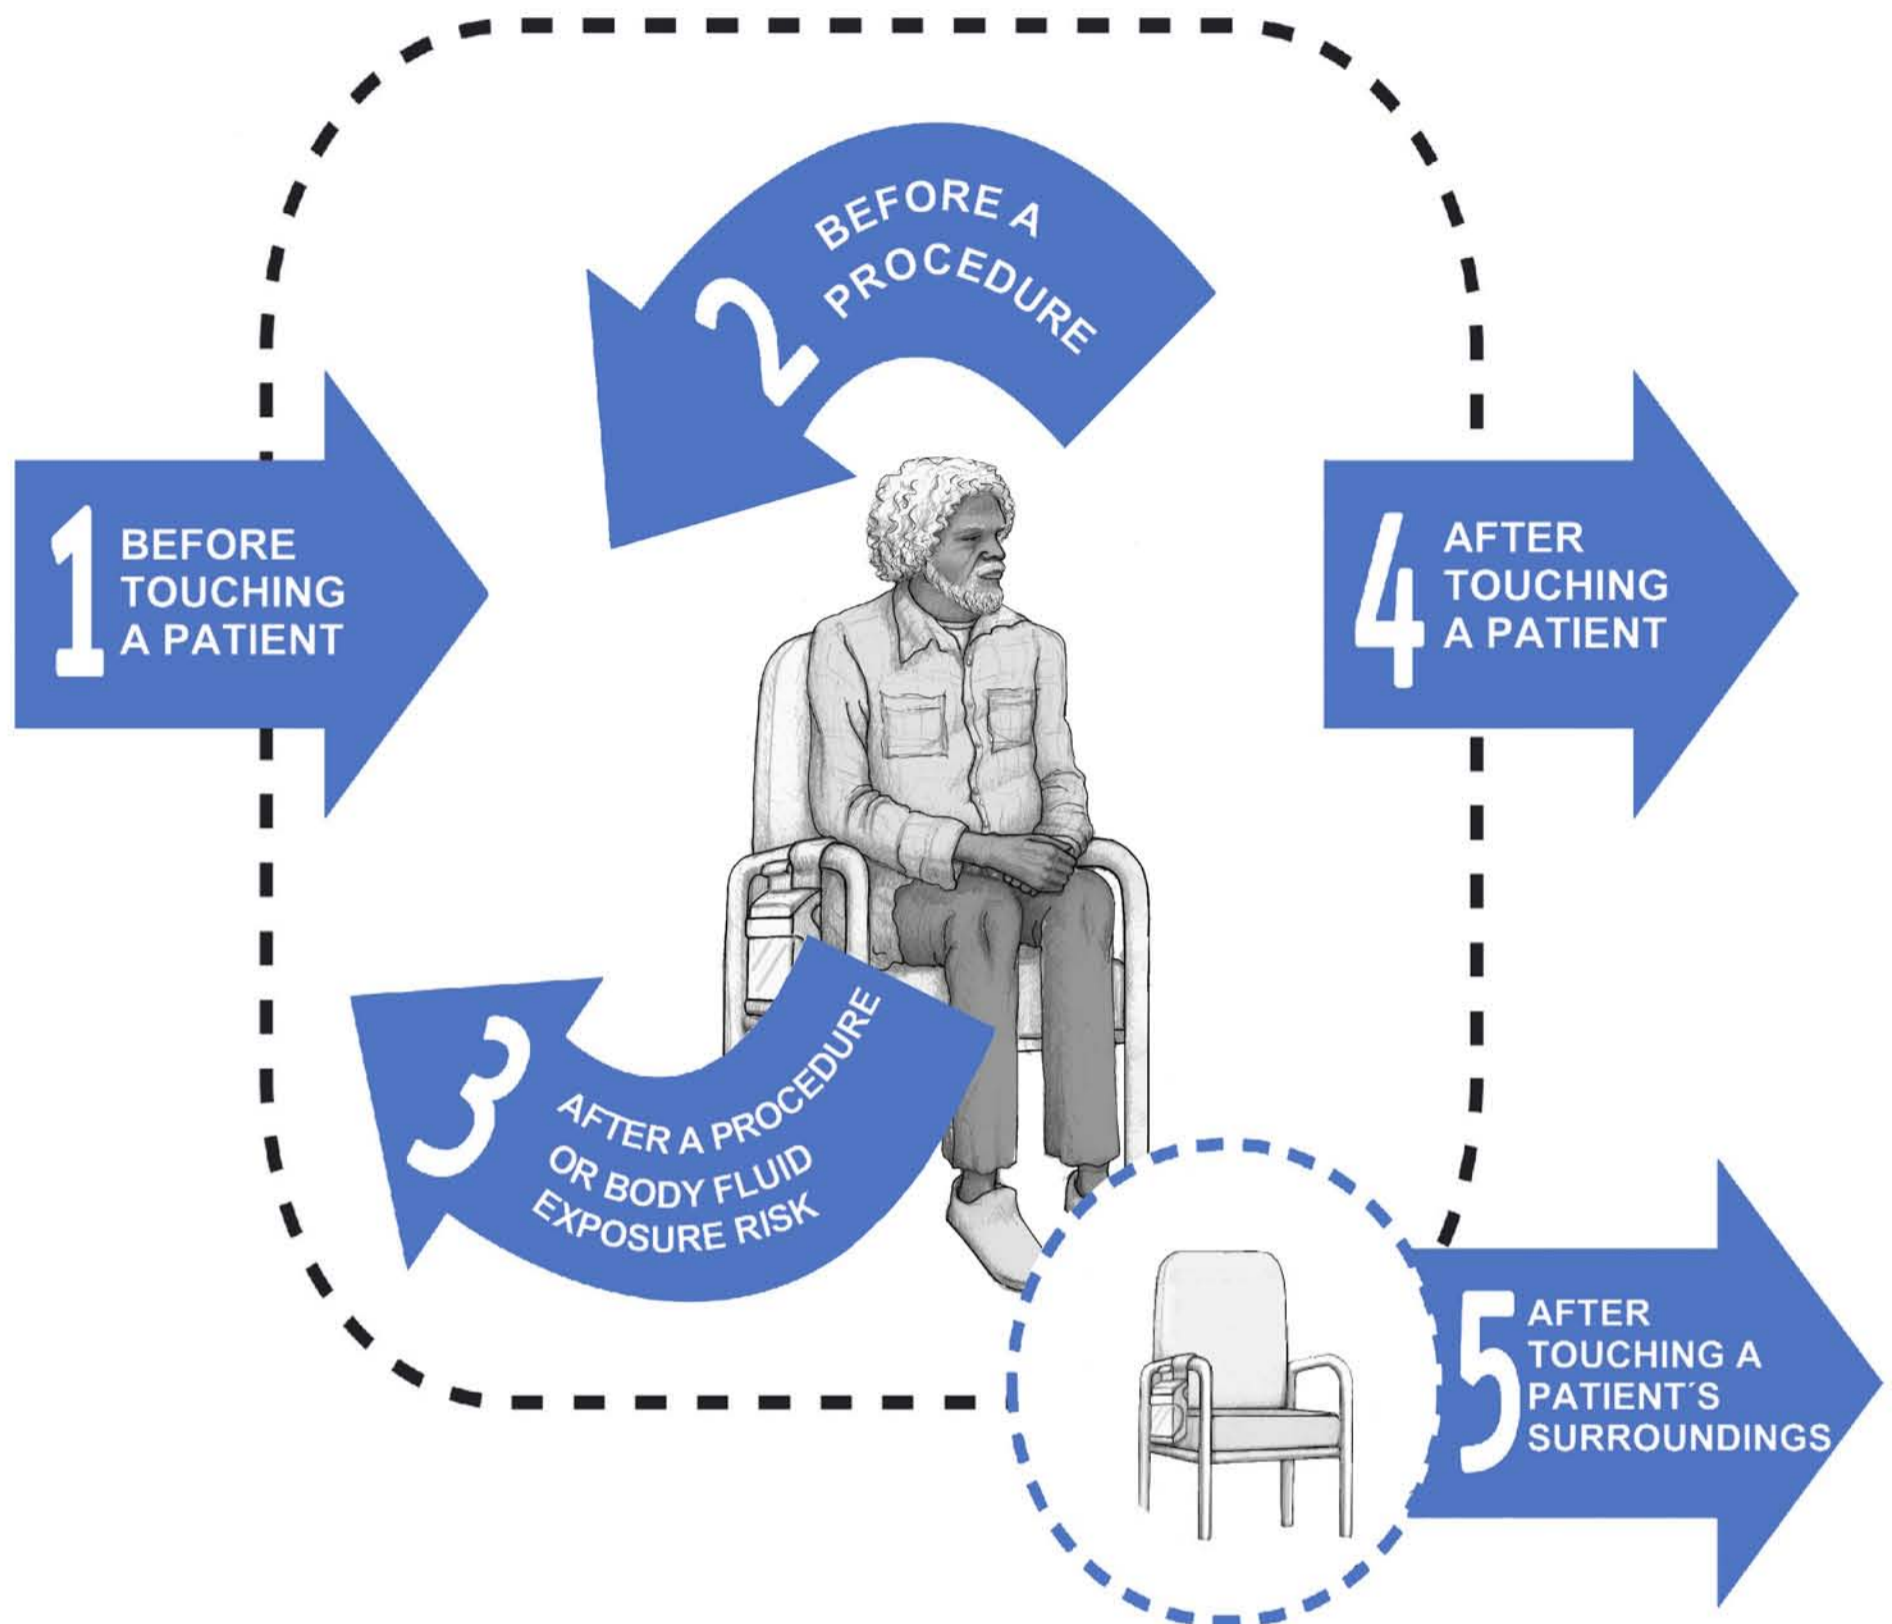 1
BEFORE
TOUCHING
A PATIENT
2
BEFORE A
PROCEDURE
3
AFTER A PROCEDURE
OR BODY FLUID
EXPOSURE RISK
4
AFTER
TOUCHING
A PATIENT
5
AFTER
TOUCHING A
PATIENT´S
SURROUNDINGS